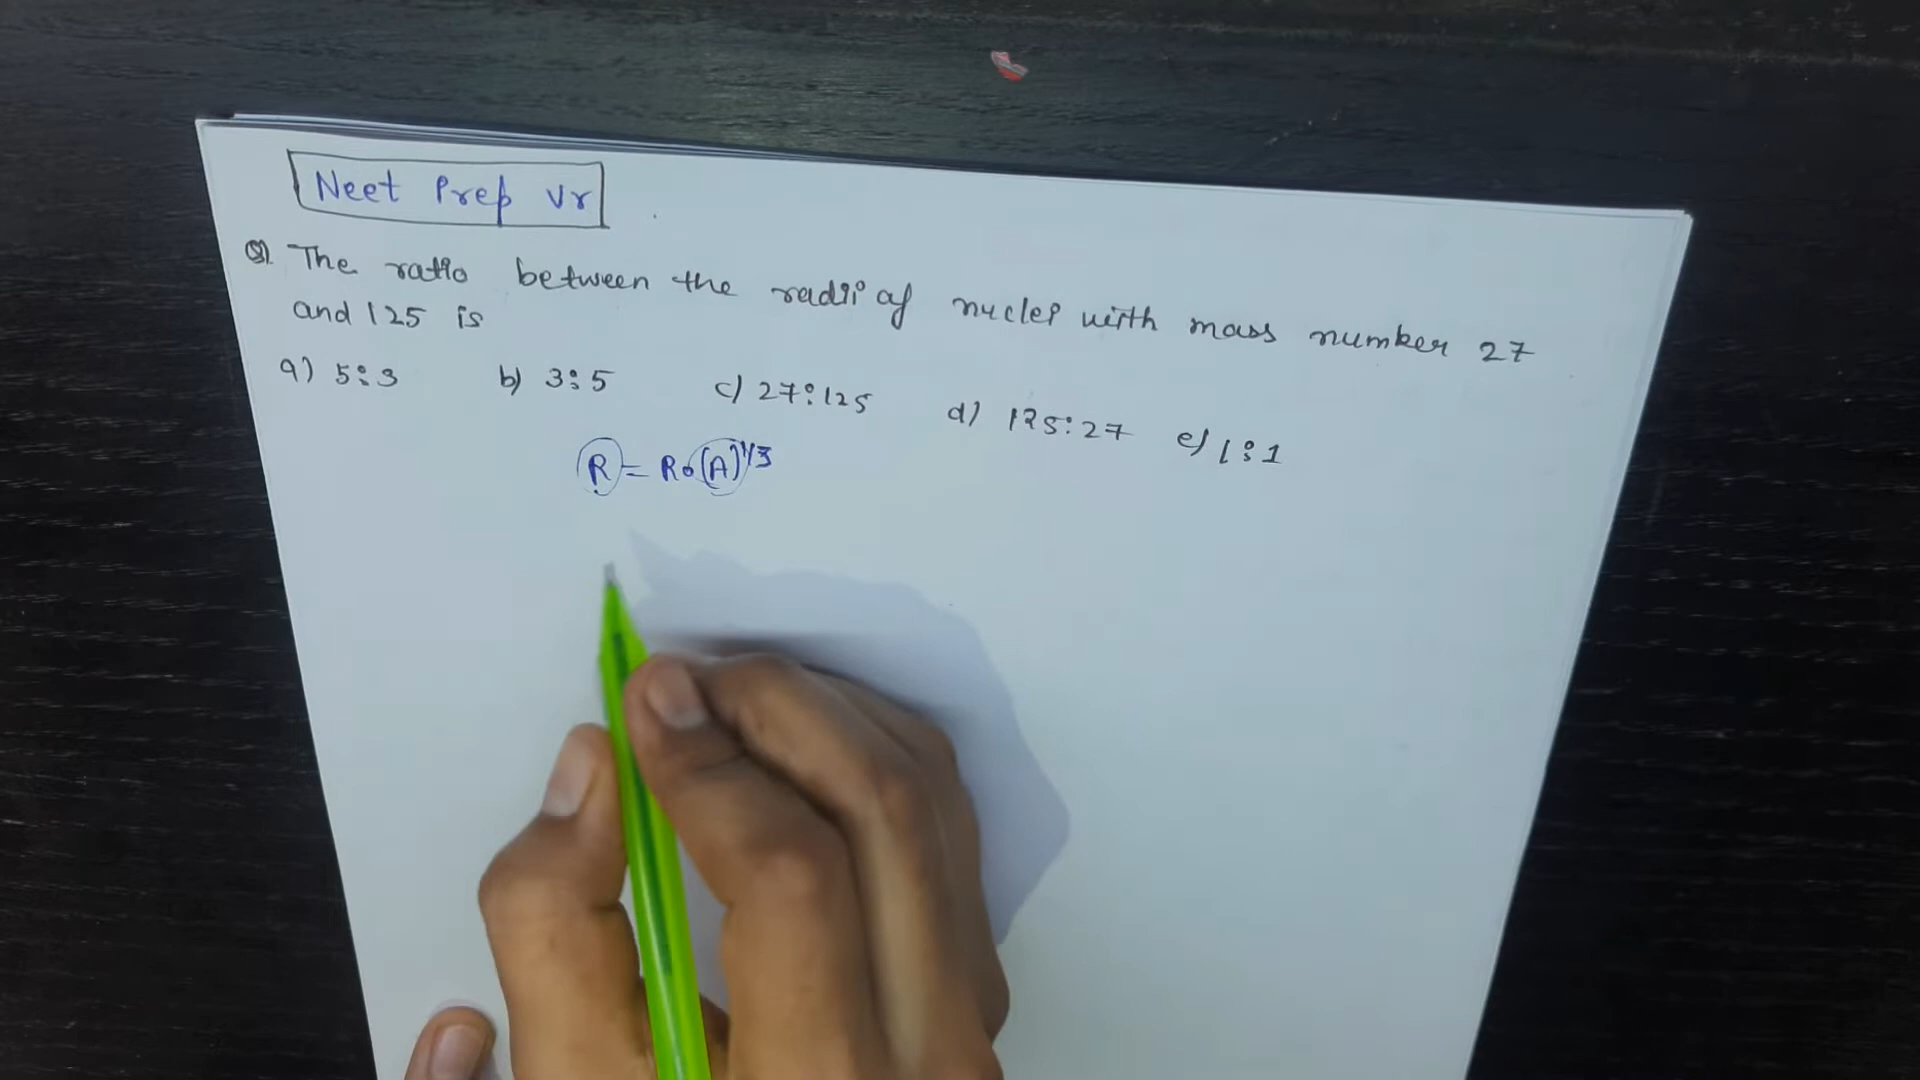 Neet Prep Vr
Q). The ratio between the radii of nuclei with mass number 27
and 125 is
a) 5:3 b) 3:5 c) 27:125 d) 125:27 e) 1:1
R = R₀(A)^1/3